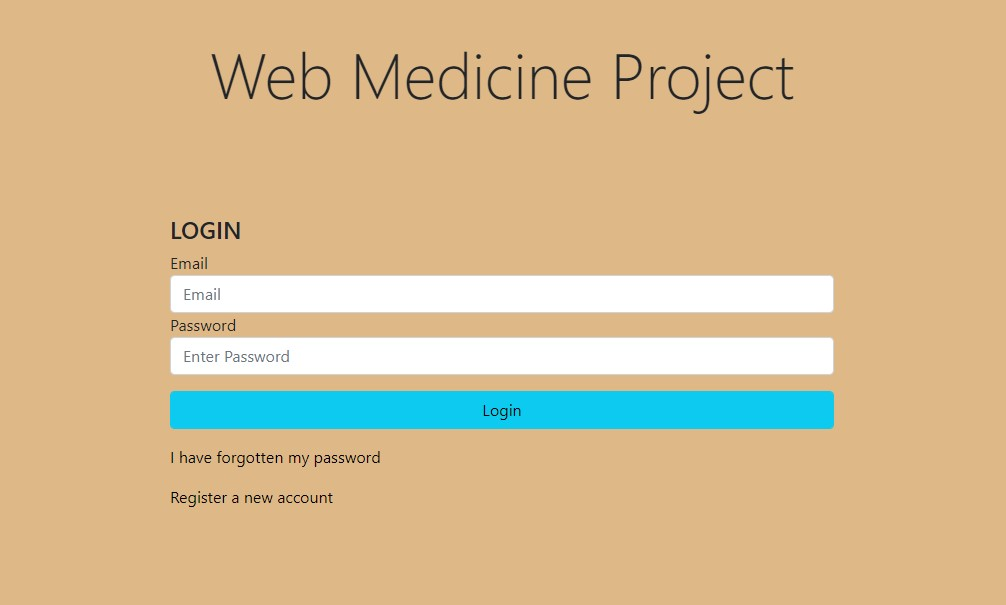 Web Medicine Project
LOGIN
Email
Email
Password
Enter Password
Login
I have forgotten my password
Register a new account